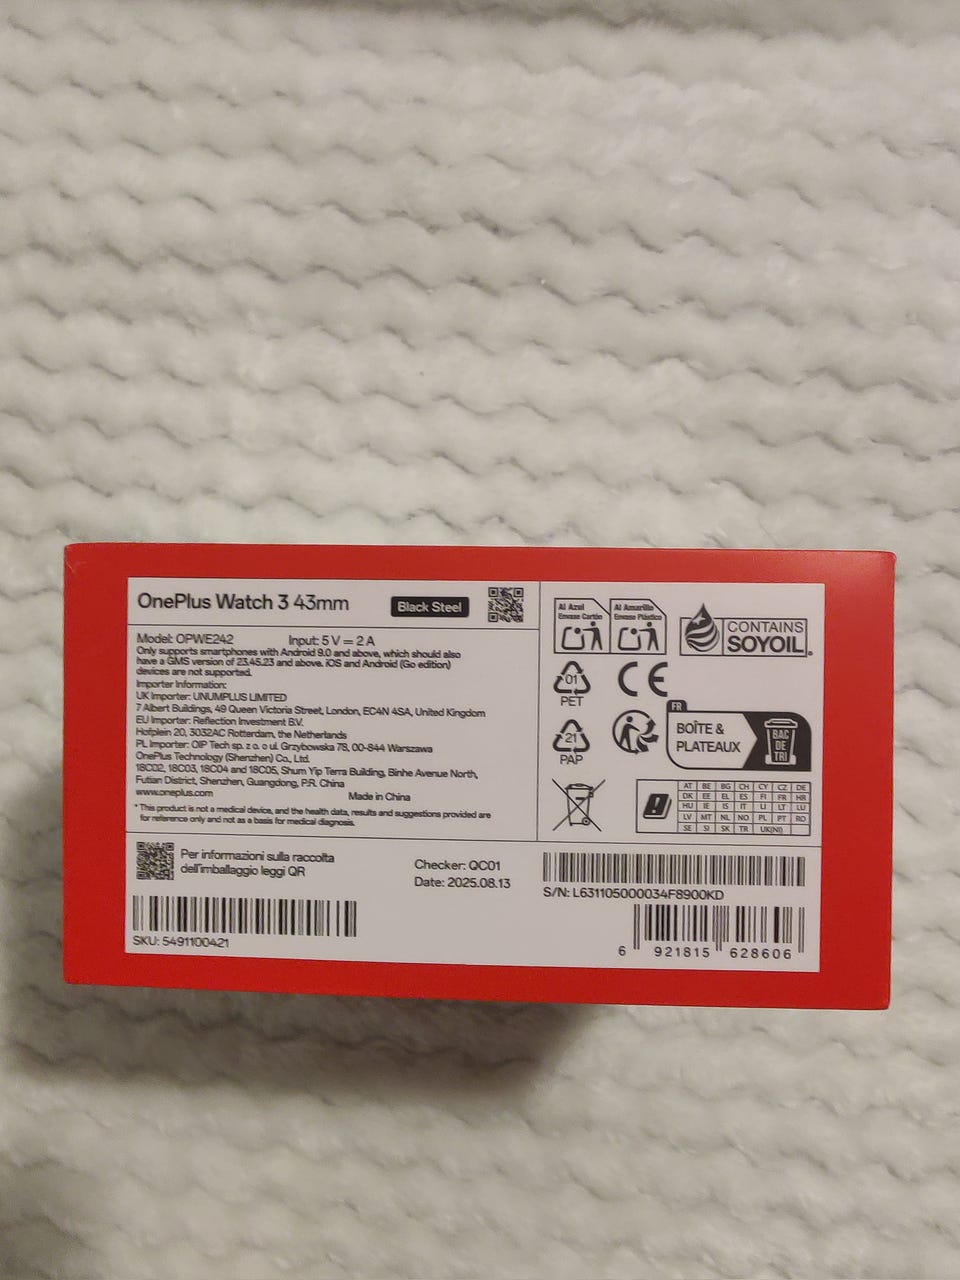 OnePlus Watch 3 43mm
Black Steel
Model: OPWE242 Input: 5 V ⎓ 2 A
Only supports smartphones with Android 9.0 and above, which should also
have a GMS version of 23.45.23 and above. iOS and Android (Go edition)
devices are not supported.
Importer Information:
UK Importer: UNUMPLUS LIMITED
7 Albert Buildings, 49 Queen Victoria Street, London, EC4N 4SA, United Kingdom
EU Importer: Reflection Investment B.V.
Hofplein 20, 3032AC Rotterdam, the Netherlands
PL Importer: OIP Tech sp. z o. o ul. Grzybowska 78, 00-844 Warszawa
OnePlus Technology (Shenzhen) Co., Ltd.
18C02, 18C03, 18C04 and 18C05, Shum Yip Terra Building, Binhe Avenue North,
Futian District, Shenzhen, Guangdong, P.R. China
www.oneplus.com Made in China
* This product is not a medical device, and the health data, results and suggestions provided are
for reference only and not as a basis for medical diagnosis.
Al Azul
Envase Cartón
Al Amarillo
Envase Plástico
CONTAINS
SOYOIL
01
PET
CE
21
PAP
FR
BOÎTE &
PLATEAUX
BAC
DE
TRI
AT BE BG CH CY CZ DE
DK EE EL ES FI FR HR
HU IE IS IT LI LT LU
LV MT NL NO PL PT RO
SE SI SK TR UK(NI)
Per informazioni sulla raccolta
dell'imballaggio leggi QR
Checker: QC01
Date: 2025.08.13
SKU: 5491100421
S/N: L631105000034F8900KD
6 921815 628606